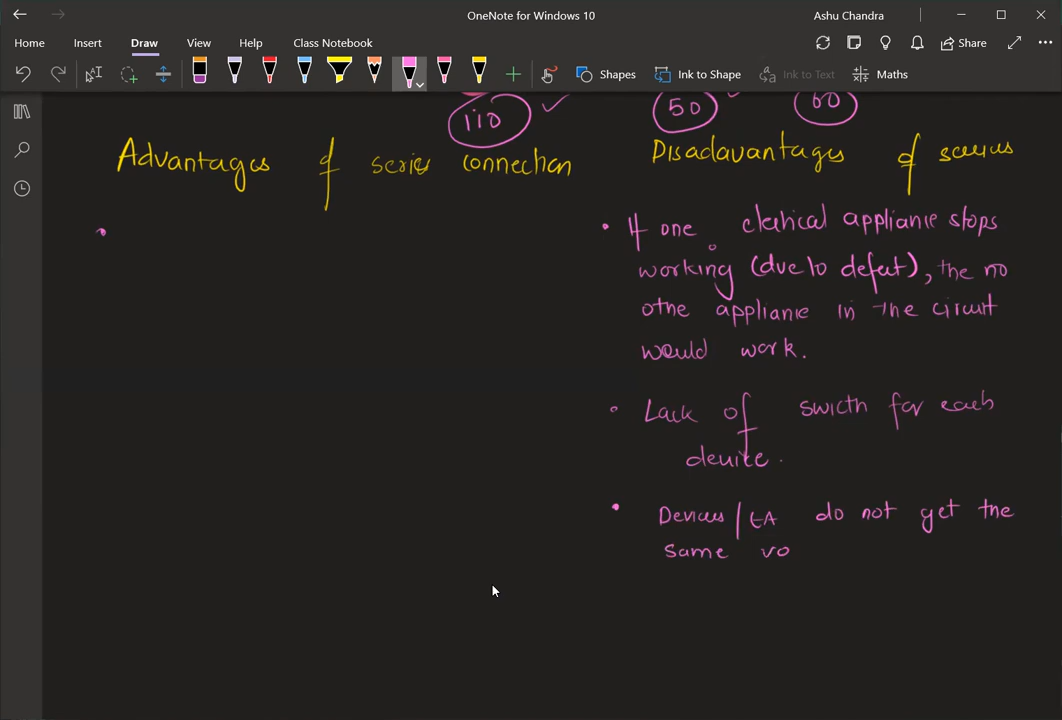 OneNote for Windows 10
Ashu Chandra
Home Insert Draw View Help Class Notebook
Share
Shapes
Ink to Shape
Ink to Text
Maths
110 50 60
Advantages of series connection
Disadavantages of series
• If one electrical appliance stops
working (due to defect), the no
othe appliance in the circuit
would work.
• Lack of swicth for each
device.
• Devices/EA do not get the
same vo